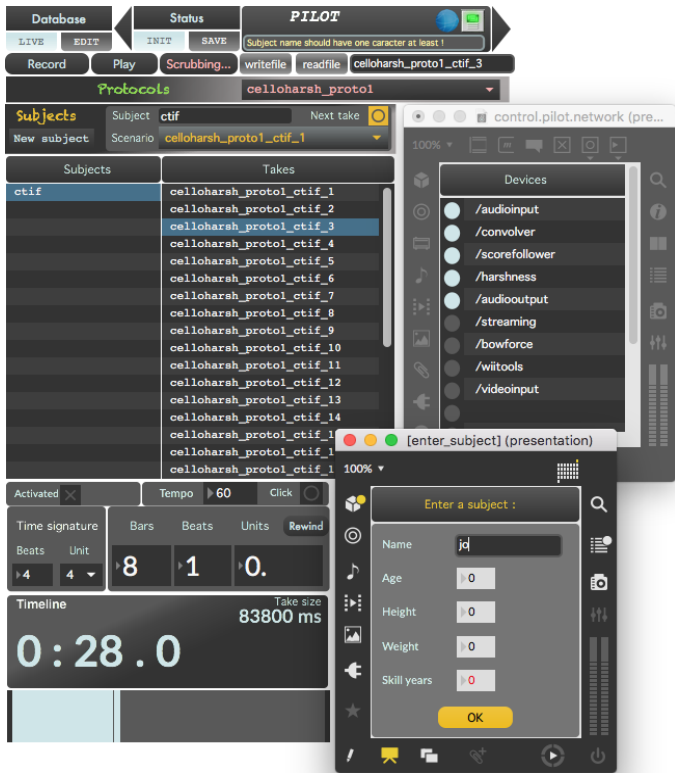 Database
Status
PILOT
LIVE
EDIT
INIT
SAVE
Subject name should have one caracter at least !
Record
Play
Scrubbing...
writefile
readfile
celloharsh_proto1_ctif_3
Protocols
celloharsh_proto1
Subjects
Subject
ctif
Next take
New subject
Scenario
celloharsh_proto1_ctif_1
Subjects
Takes
ctif
celloharsh_proto1_ctif_1
celloharsh_proto1_ctif_2
celloharsh_proto1_ctif_3
celloharsh_proto1_ctif_4
celloharsh_proto1_ctif_5
celloharsh_proto1_ctif_6
celloharsh_proto1_ctif_7
celloharsh_proto1_ctif_8
celloharsh_proto1_ctif_9
celloharsh_proto1_ctif_10
celloharsh_proto1_ctif_11
celloharsh_proto1_ctif_12
celloharsh_proto1_ctif_13
celloharsh_proto1_ctif_14
celloharsh_proto1_ctif_1
celloharsh_proto1_ctif_1
celloharsh_proto1_ctif_1
control.pilot.network (pre...
100%
Devices
/audioinput
/convolver
/scorefollower
/harshness
/audiooutput
/streaming
/bowforce
/wiitools
/videoinput
Activated
Tempo
60
Click
Time signature
Bars
Beats
Units
Rewind
Beats
Unit
4
4
8
1
0.
Timeline
Take size
83800 ms
0:28.0
[enter_subject] (presentation)
100%
Enter a subject :
Name
jo
Age
0
Height
0
Weight
0
Skill years
0
OK